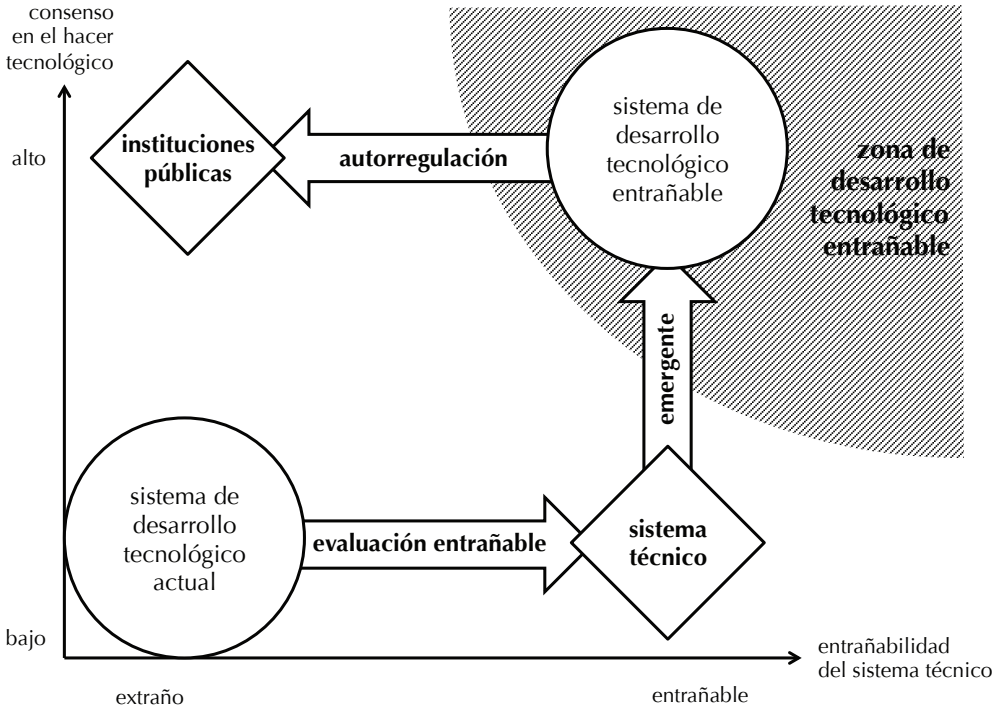 consenso
en el hacer
tecnológico
alto
instituciones
públicas
autorregulación
sistema de
desarrollo
tecnológico
entrañable
zona de
desarrollo
tecnológico
entrañable
emergente
sistema de
desarrollo
tecnológico
actual
evaluación entrañable
sistema
técnico
bajo
extraño
entrañable
entrañabilidad
del sistema técnico